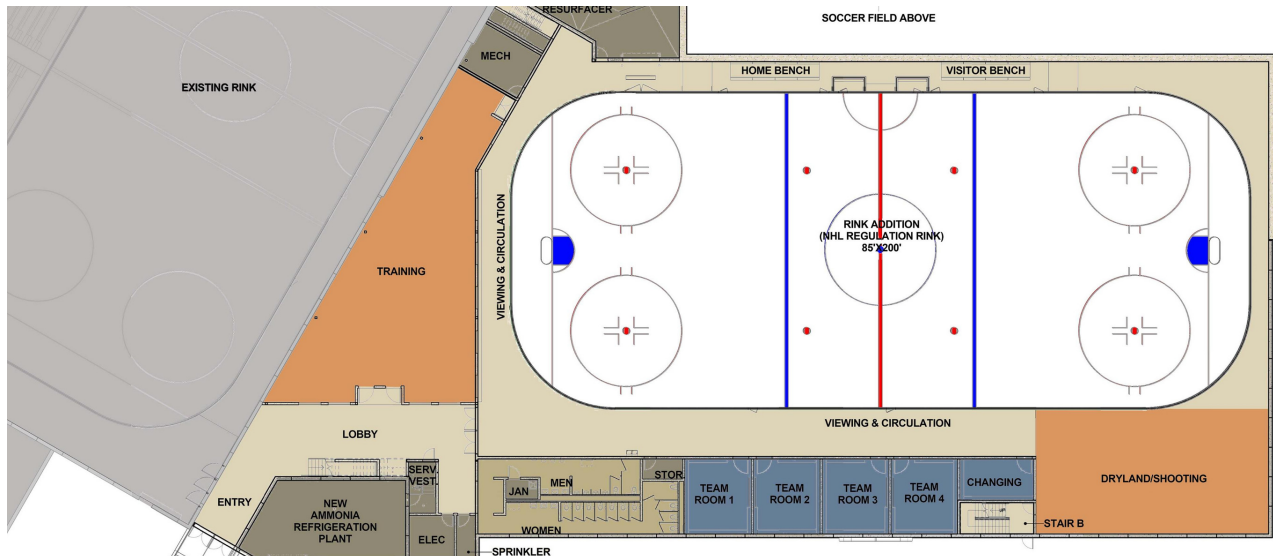 RESURFACER
SOCCER FIELD ABOVE
MECH
HOME BENCH
VISITOR BENCH
EXISTING RINK
VIEWING & CIRCULATION
RINK ADDITION
(NHL REGULATION RINK)
85'X200'
TRAINING
LOBBY
VIEWING & CIRCULATION
SERV.
VEST.
ENTRY
NEW
AMMONIA
REFRIGERATION
PLANT
ELEC
SPRINKLER
JAN
MEN
WOMEN
STOR.
TEAM
ROOM 1
TEAM
ROOM 2
TEAM
ROOM 3
TEAM
ROOM 4
CHANGING
UP
STAIR B
DRYLAND/SHOOTING